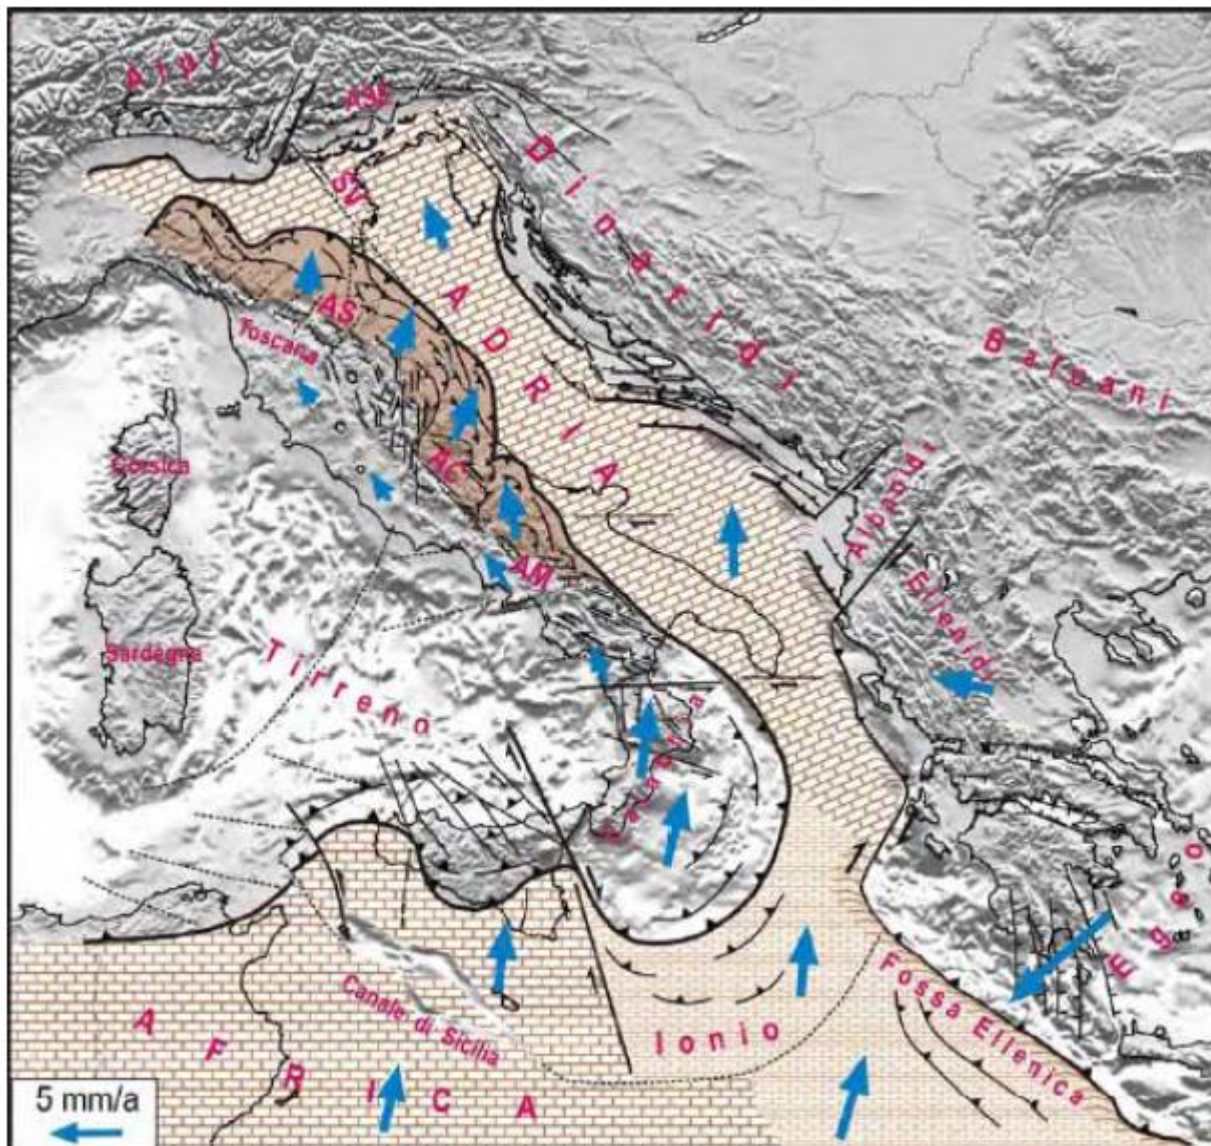 Alpi
ASE
Dinaridi
SV
ADRIA
AS
Toscana
Balcani
Corsica
AC
Albanidi
AM
Ellenidi
Sardegna
Tirreno
Calabria
Egeo
Fossa Ellenica
Canale di Sicilia
Ionio
AFRICA
5 mm/a